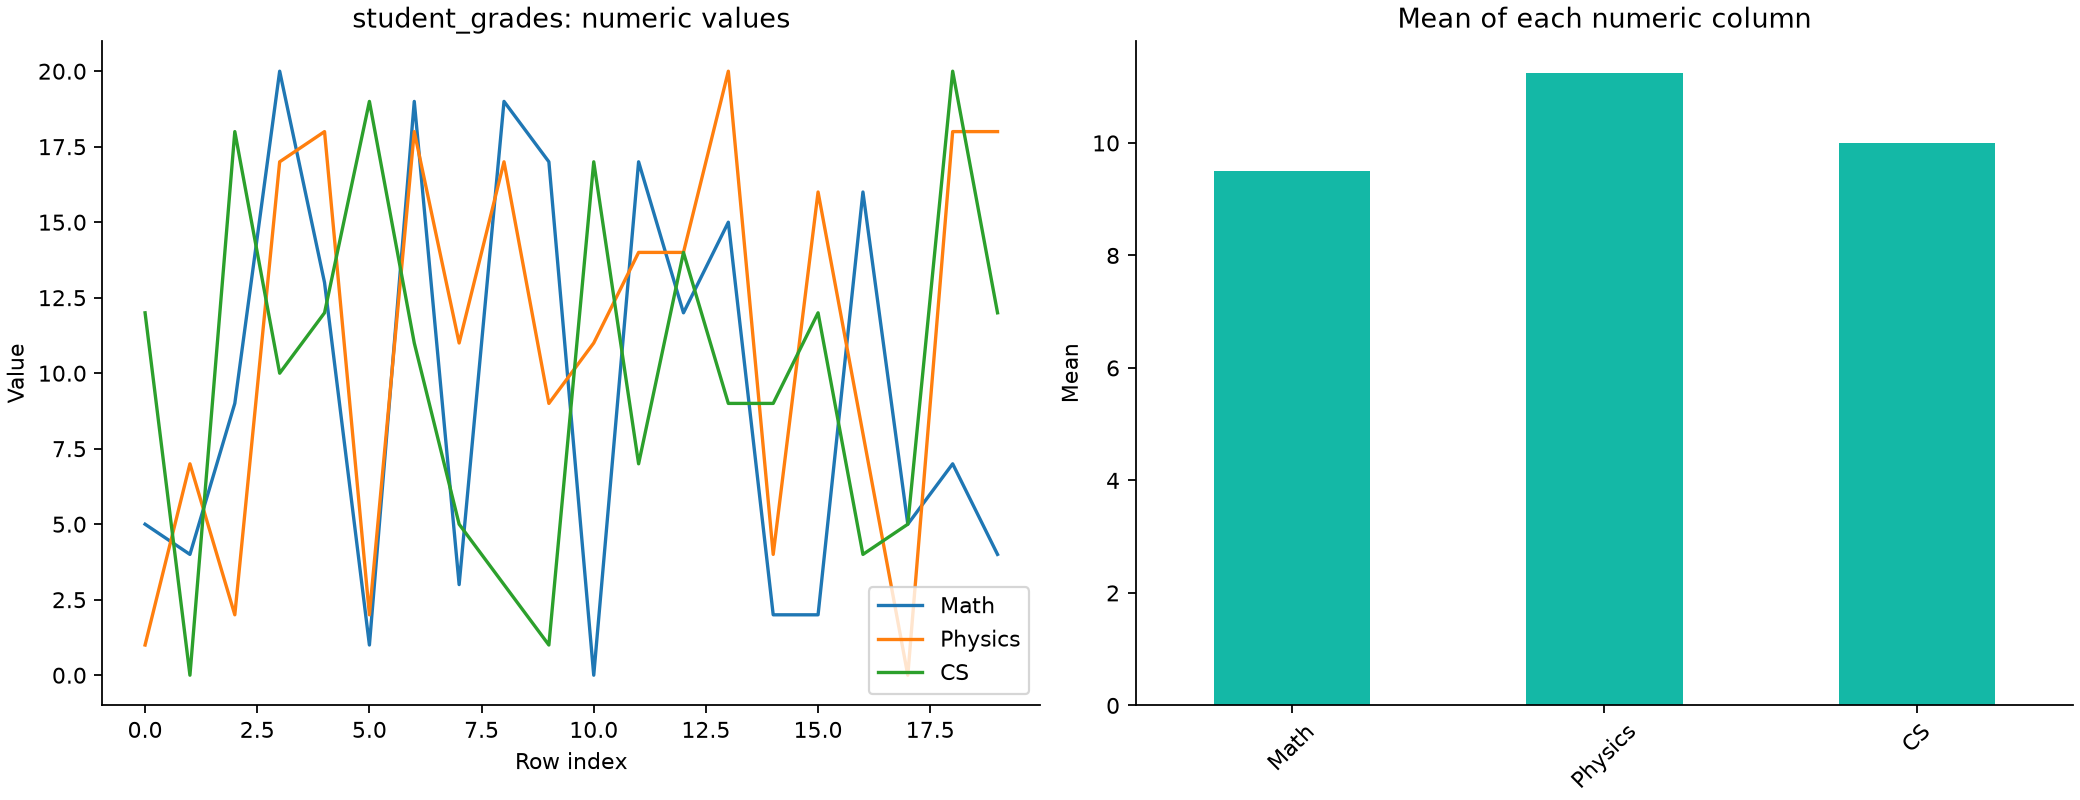 student_grades: numeric values
Value
20.0
17.5
15.0
12.5
10.0
7.5
5.0
2.5
0.0
Math
Physics
CS
0.0 2.5 5.0 7.5 10.0 12.5 15.0 17.5
Row index
Mean of each numeric column
Mean
10
8
6
4
2
0
Math Physics CS